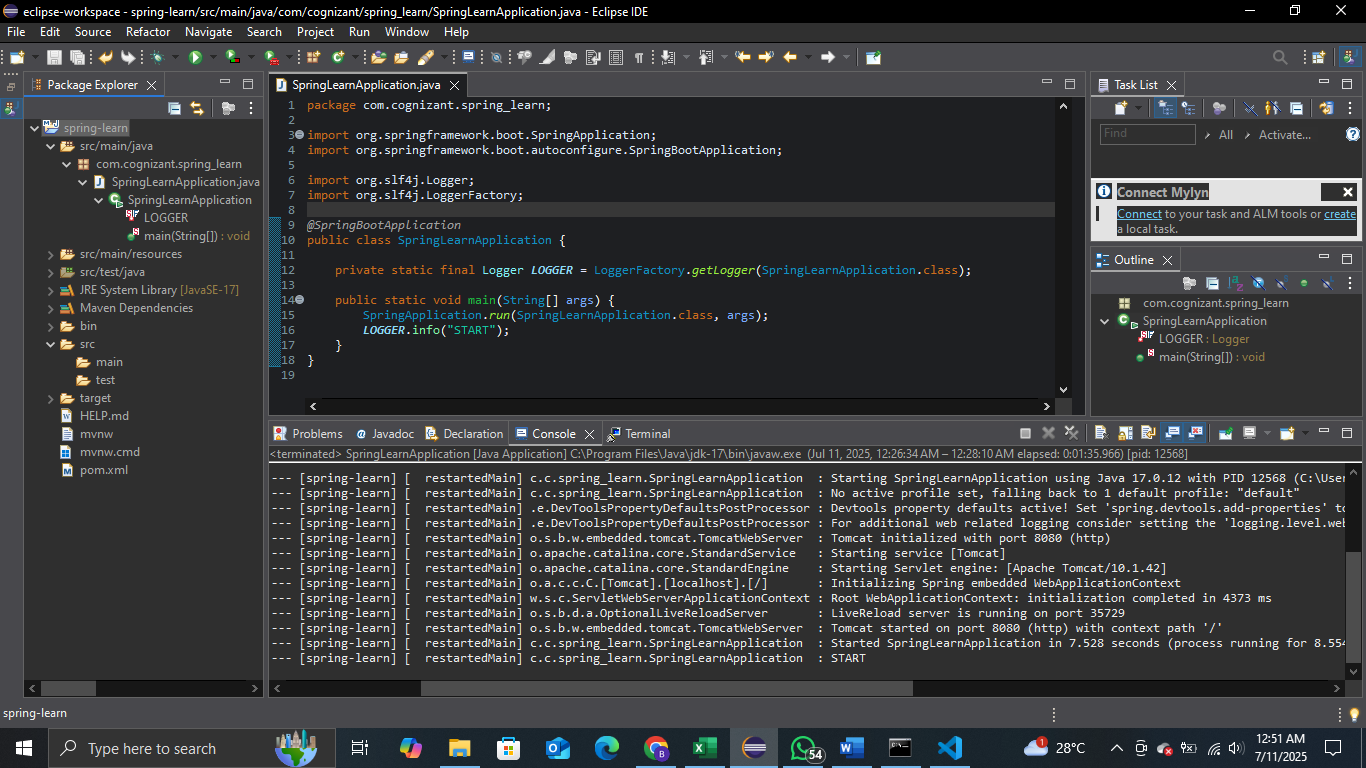 eclipse-workspace - spring-learn/src/main/java/com/cognizant/spring_learn/SpringLearnApplication.java - Eclipse IDE
File Edit Source Refactor Navigate Search Project Run Window Help
Package Explorer
spring-learn
src/main/java
com.cognizant.spring_learn
SpringLearnApplication.java
SpringLearnApplication
LOGGER
main(String[]) : void
src/main/resources
src/test/java
JRE System Library [JavaSE-17]
Maven Dependencies
bin
src
main
test
target
HELP.md
mvnw
mvnw.cmd
pom.xml
SpringLearnApplication.java
1 package com.cognizant.spring_learn;
2
3 import org.springframework.boot.SpringApplication;
4 import org.springframework.boot.autoconfigure.SpringBootApplication;
5
6 import org.slf4j.Logger;
7 import org.slf4j.LoggerFactory;
8
9 @SpringBootApplication
10 public class SpringLearnApplication {
11
12 private static final Logger LOGGER = LoggerFactory.getLogger(SpringLearnApplication.class);
13
14 public static void main(String[] args) {
15 SpringApplication.run(SpringLearnApplication.class, args);
16 LOGGER.info("START");
17 }
18 }
19
Task List
Find All Activate...
Connect Mylyn
Connect to your task and ALM tools or create
a local task.
Outline
com.cognizant.spring_learn
SpringLearnApplication
LOGGER : Logger
main(String[]) : void
Problems Javadoc Declaration Console Terminal
<terminated> SpringLearnApplication [Java Application] C:\Program Files\Java\jdk-17\bin\javaw.exe (Jul 11, 2025, 12:26:34 AM – 12:28:10 AM elapsed: 0:01:35.966) [pid: 12568]
--- [spring-learn] [ restartedMain] c.c.spring_learn.SpringLearnApplication : Starting SpringLearnApplication using Java 17.0.12 with PID 12568 (C:\User
--- [spring-learn] [ restartedMain] c.c.spring_learn.SpringLearnApplication : No active profile set, falling back to 1 default profile: "default"
--- [spring-learn] [ restartedMain] .e.DevToolsPropertyDefaultsPostProcessor : Devtools property defaults active! Set 'spring.devtools.add-properties' to
--- [spring-learn] [ restartedMain] .e.DevToolsPropertyDefaultsPostProcessor : For additional web related logging consider setting the 'logging.level.web
--- [spring-learn] [ restartedMain] o.s.b.w.embedded.tomcat.TomcatWebServer : Tomcat initialized with port 8080 (http)
--- [spring-learn] [ restartedMain] o.apache.catalina.core.StandardService : Starting service [Tomcat]
--- [spring-learn] [ restartedMain] o.apache.catalina.core.StandardEngine : Starting Servlet engine: [Apache Tomcat/10.1.42]
--- [spring-learn] [ restartedMain] o.a.c.c.C.[Tomcat].[localhost].[/] : Initializing Spring embedded WebApplicationContext
--- [spring-learn] [ restartedMain] w.s.c.ServletWebServerApplicationContext : Root WebApplicationContext: initialization completed in 4373 ms
--- [spring-learn] [ restartedMain] o.s.b.d.a.OptionalLiveReloadServer : LiveReload server is running on port 35729
--- [spring-learn] [ restartedMain] o.s.b.w.embedded.tomcat.TomcatWebServer : Tomcat started on port 8080 (http) with context path '/'
--- [spring-learn] [ restartedMain] c.c.spring_learn.SpringLearnApplication : Started SpringLearnApplication in 7.528 seconds (process running for 8.554
--- [spring-learn] [ restartedMain] c.c.spring_learn.SpringLearnApplication : START
spring-learn
Type here to search
54
1
28°C
12:51 AM
7/11/2025